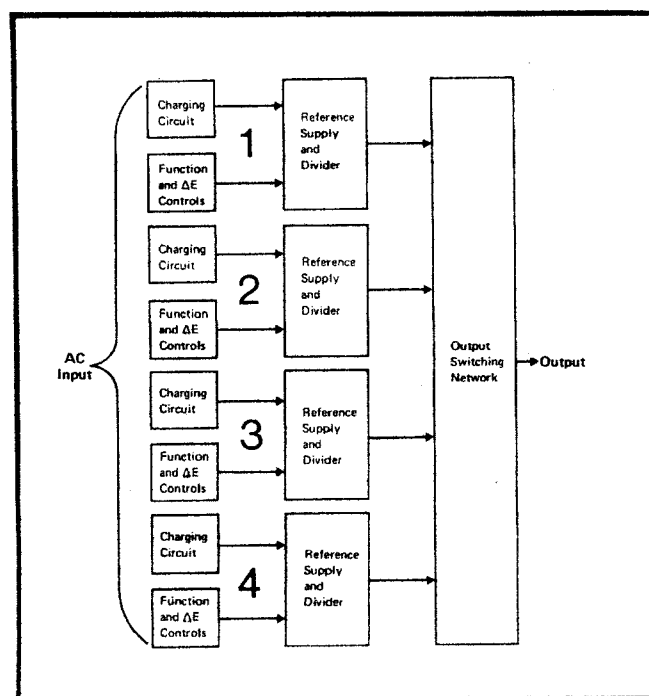 Charging
Circuit
1
Reference
Supply
and
Divider
Function
and ΔE
Controls
Charging
Circuit
2
Reference
Supply
and
Divider
Function
and ΔE
Controls
AC
Input
Output
Switching
Network
Output
Charging
Circuit
3
Reference
Supply
and
Divider
Function
and ΔE
Controls
Charging
Circuit
4
Reference
Supply
and
Divider
Function
and ΔE
Controls